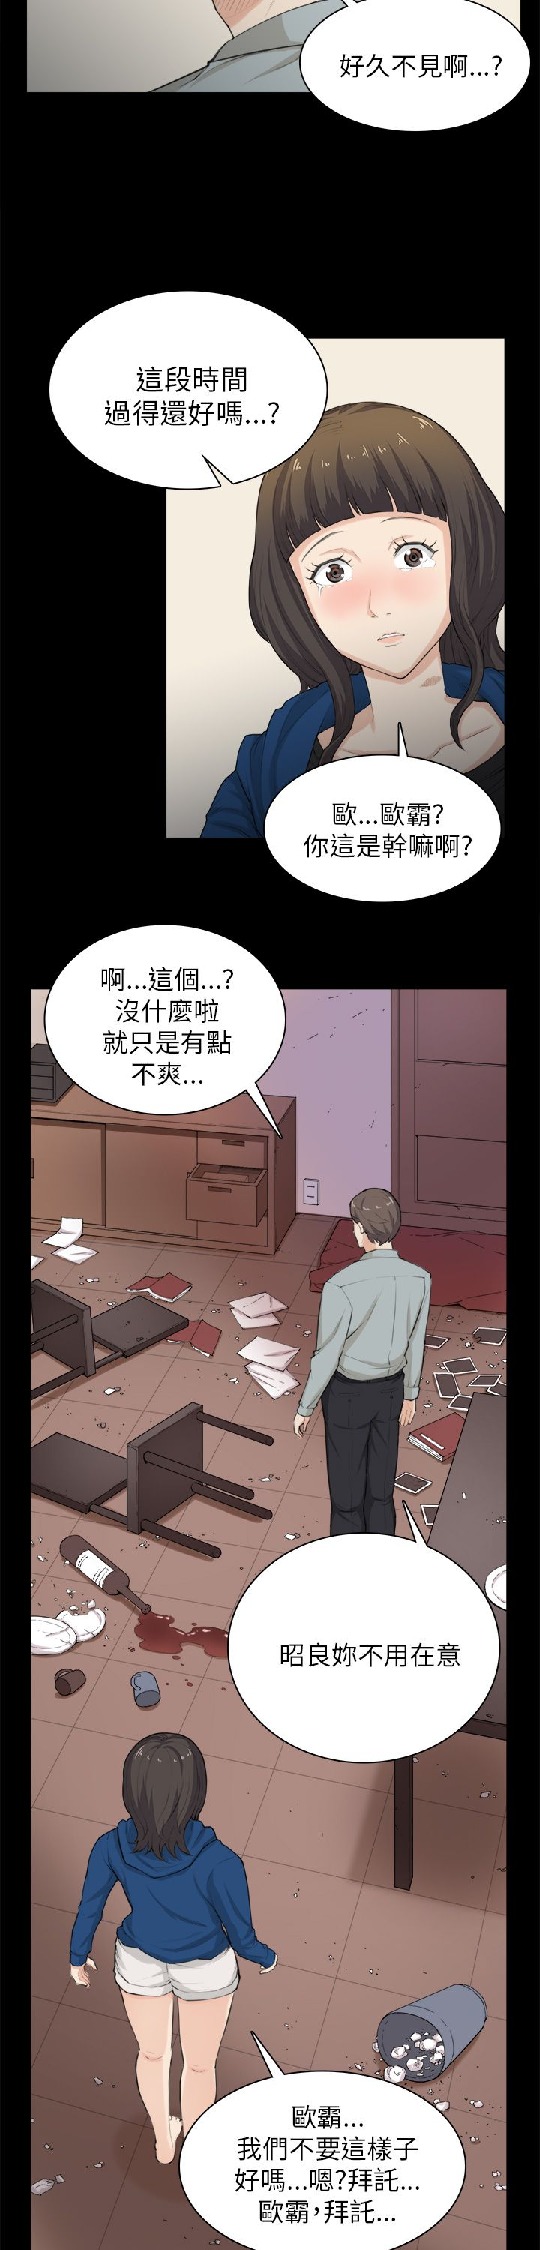 好久不見啊...?
這段時間
過得還好嗎...?
歐...歐霸?
你這是幹嘛啊?
啊...這個...?
沒什麼啦
就只是有點
不爽...
昭良妳不用在意
歐霸...
我們不要這樣子
好嗎...嗯?拜託...
歐霸,拜託...